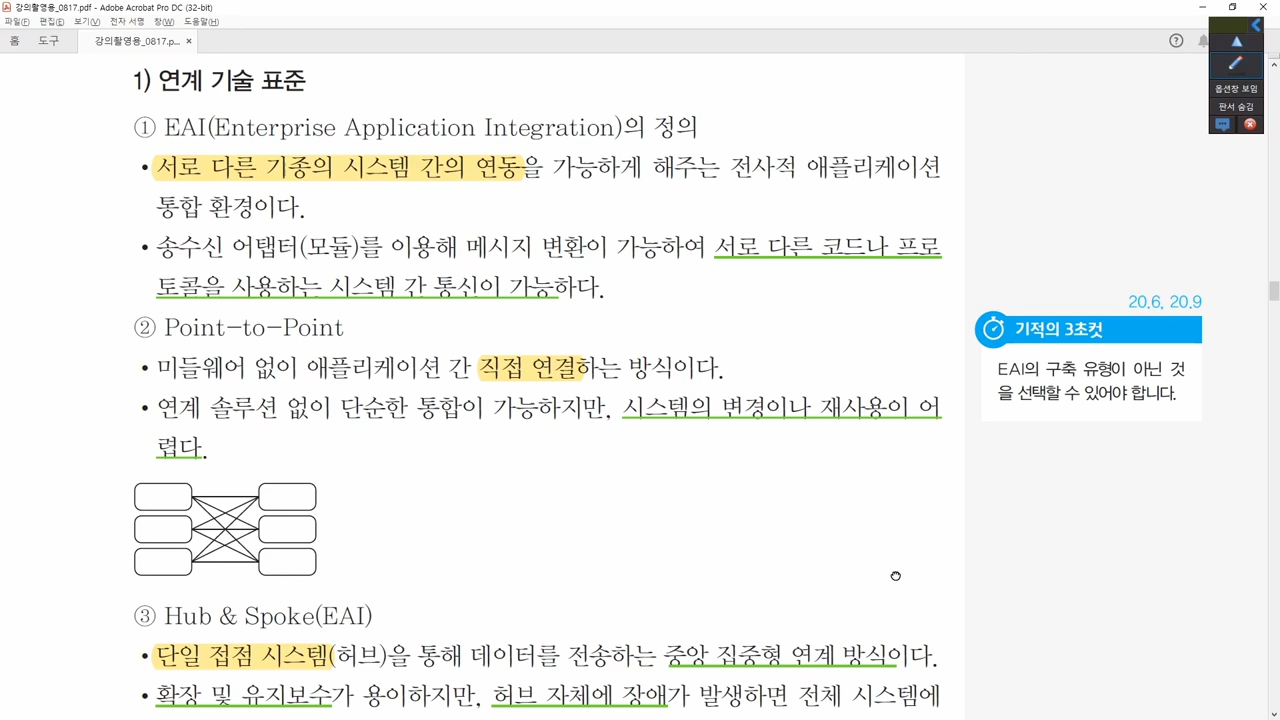 강의촬영용_0817.pdf - Adobe Acrobat Pro DC (32-bit)
파일(F) 편집(E) 보기(V) 전자 서명 창(W) 도움말(H)
홈 도구 강의촬영용_0817.p... ×
옵션창 보임
판서 숨김
1) 연계 기술 표준
① EAI(Enterprise Application Integration)의 정의
• 서로 다른 기종의 시스템 간의 연동을 가능하게 해주는 전사적 애플리케이션
통합 환경이다.
• 송수신 어탭터(모듈)를 이용해 메시지 변환이 가능하여 서로 다른 코드나 프로
토콜을 사용하는 시스템 간 통신이 가능하다.
② Point-to-Point
• 미들웨어 없이 애플리케이션 간 직접 연결하는 방식이다.
• 연계 솔루션 없이 단순한 통합이 가능하지만, 시스템의 변경이나 재사용이 어
렵다.
20.6, 20.9
기적의 3초컷
EAI의 구축 유형이 아닌 것
을 선택할 수 있어야 합니다.
③ Hub & Spoke(EAI)
• 단일 접점 시스템(허브)을 통해 데이터를 전송하는 중앙 집중형 연계 방식이다.
• 확장 및 유지보수가 용이하지만, 허브 자체에 장애가 발생하면 전체 시스템에